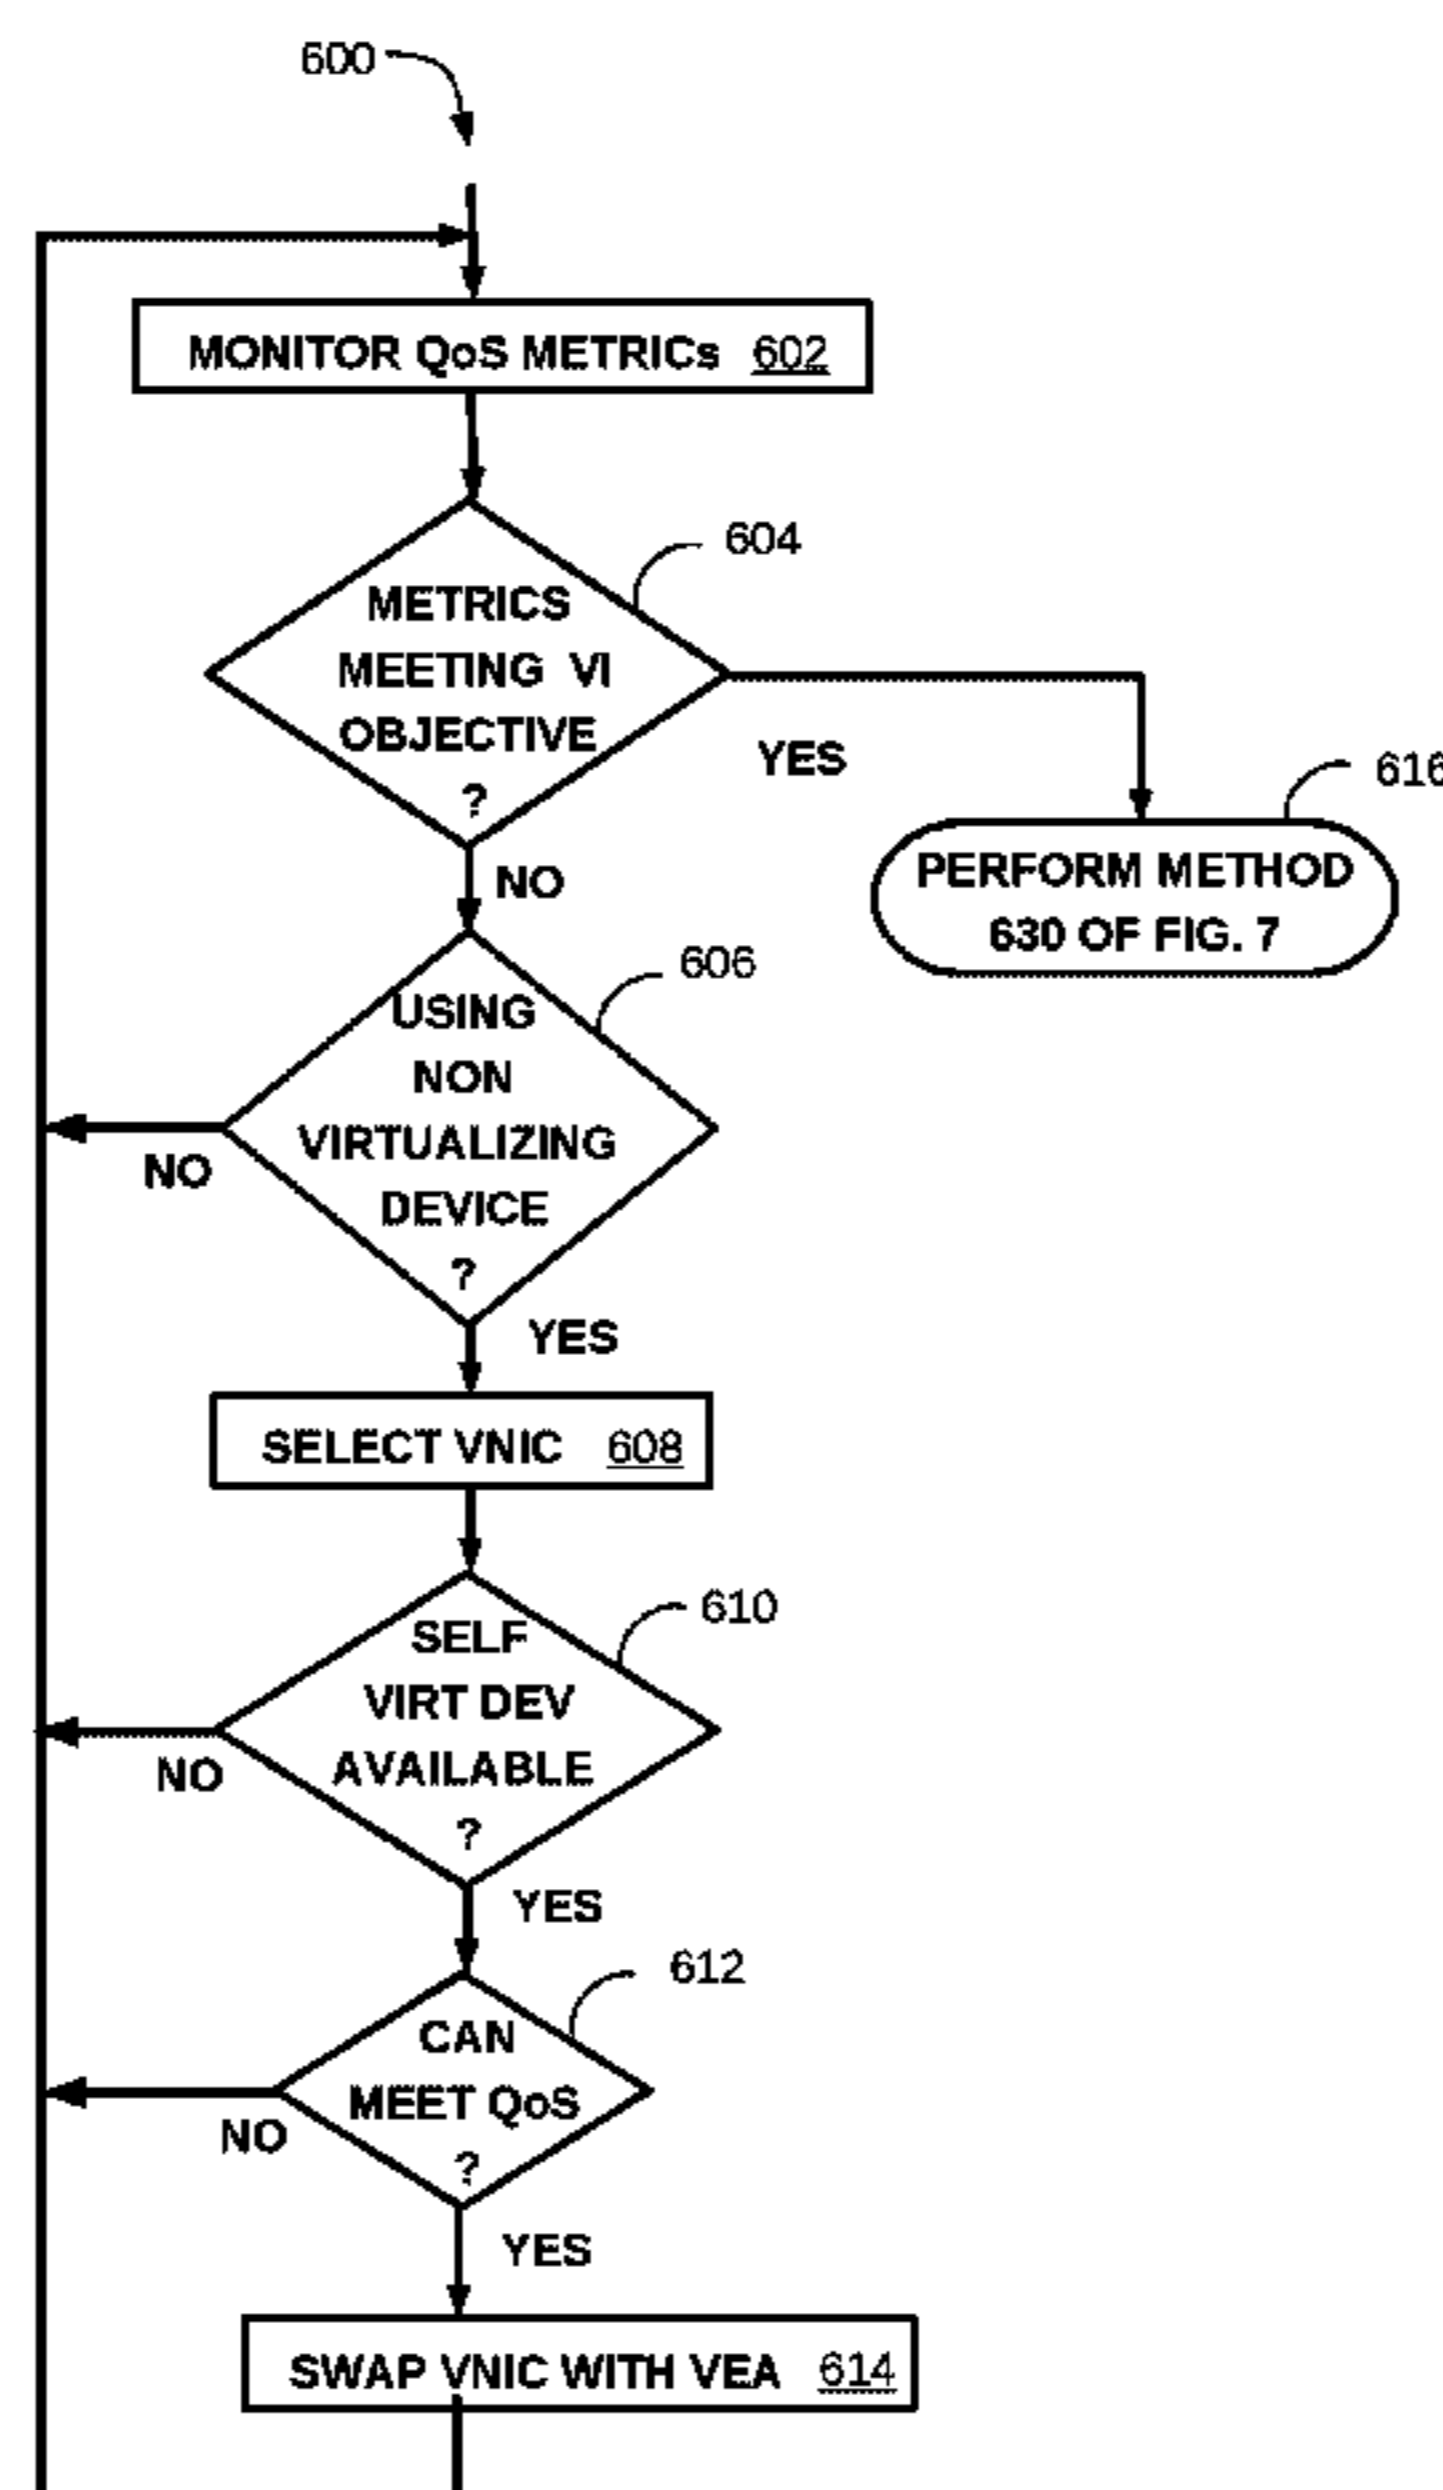 600
MONITOR QoS METRICs 602
604
METRICS
MEETING VI
OBJECTIVE
?
YES
616
PERFORM METHOD
630 OF FIG. 7
NO
606
USING
NON
VIRTUALIZING
DEVICE
?
NO
YES
SELECT VNIC 608
610
SELF
VIRT DEV
AVAILABLE
?
NO
YES
612
CAN
MEET QoS
?
NO
YES
SWAP VNIC WITH VEA 614